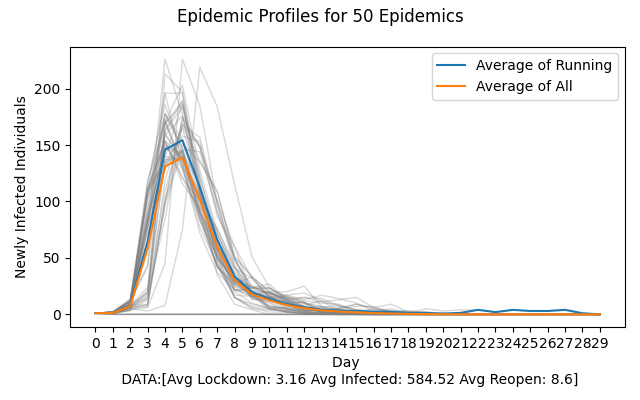 Epidemic Profiles for 50 Epidemics
Average of Running
Average of All
Newly Infected Individuals
200
150
100
50
0
0 1 2 3 4 5 6 7 8 9 10 11 12 13 14 15 16 17 18 19 20 21 22 23 24 25 26 27 28 29
Day
DATA:[Avg Lockdown: 3.16 Avg Infected: 584.52 Avg Reopen: 8.6]